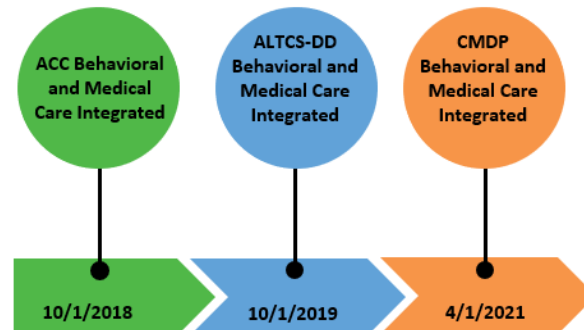 ACC Behavioral
and Medical
Care Integrated
ALTCS-DD
Behavioral and
Medical Care
Integrated
CMDP
Behavioral and
Medical Care
Integrated
10/1/2018
10/1/2019
4/1/2021